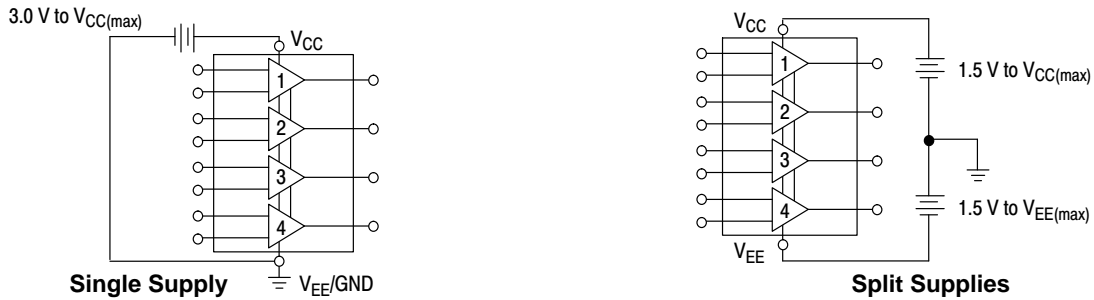 3.0 V to VCC(max)
VCC
1
2
3
4
VEE/GND
Single Supply
VCC
1
2
3
4
VEE
1.5 V to VCC(max)
1.5 V to VEE(max)
Split Supplies